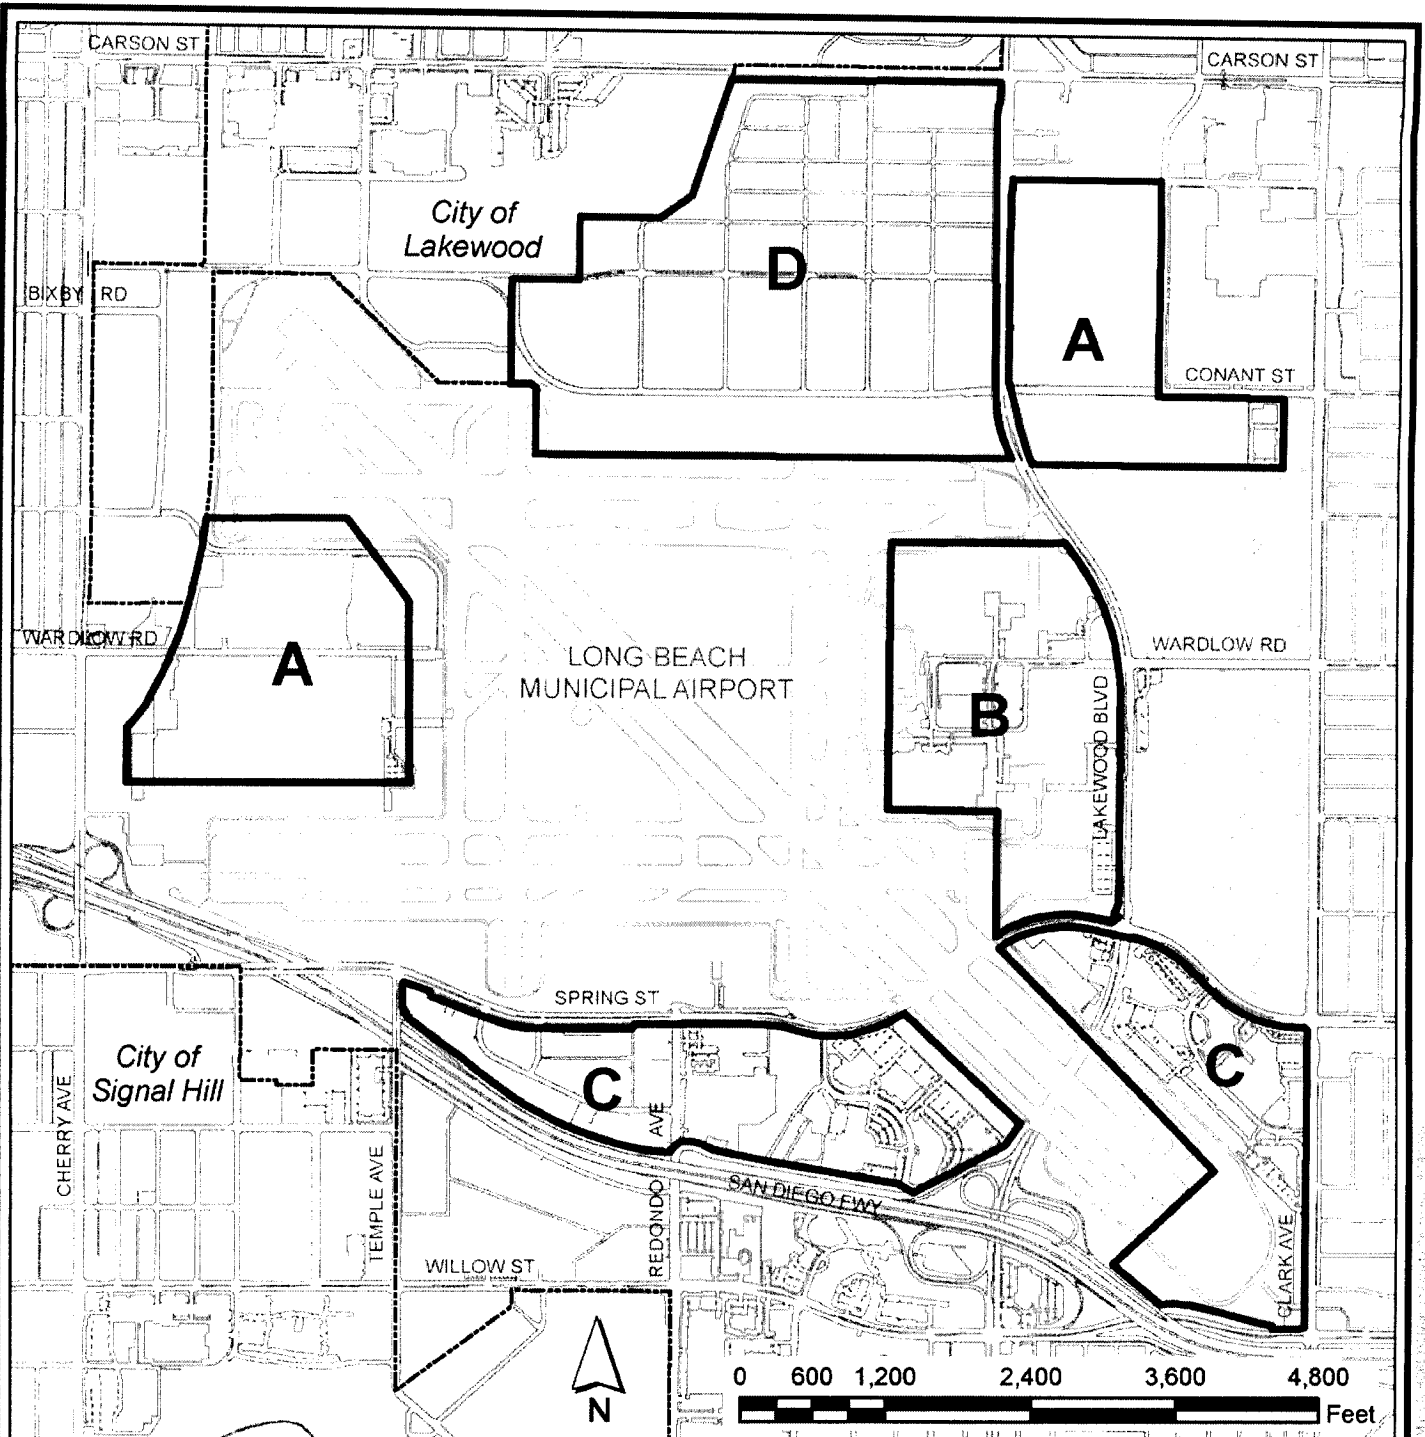 CARSON ST
CARSON ST
City of
Lakewood
D
BIXBY RD
A
CONANT ST
WARDLOW RD
A
LONG BEACH
MUNICIPAL AIRPORT
B
LAKEWOOD BLVD
WARDLOW RD
SPRING ST
City of
Signal Hill
C
C
CHERRY AVE
TEMPLE AVE
REDONDO AVE
SAN DIEGO FWY
WILLOW ST
CLARK AVE
N
0 600 1,200 2,400 3,600 4,800
Feet